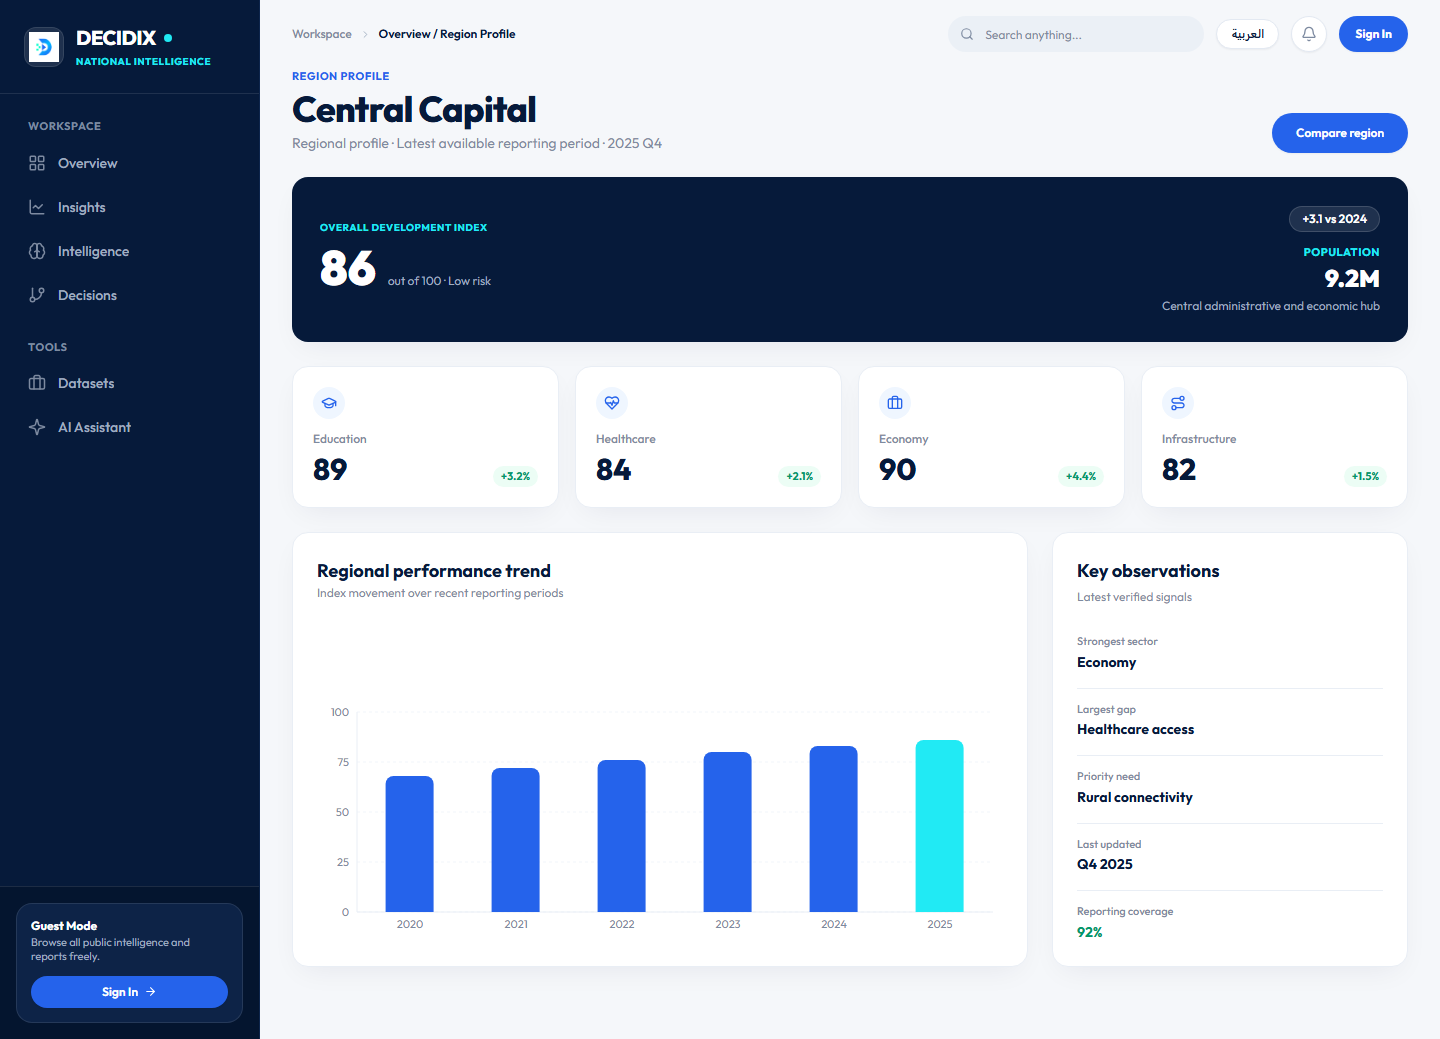 DECIDIX
NATIONAL INTELLIGENCE
WORKSPACE
Overview
Insights
Intelligence
Decisions
TOOLS
Datasets
AI Assistant
Guest Mode
Browse all public intelligence and
reports freely.
Sign In
Workspace
Overview / Region Profile
Search anything...
العربية
Sign In
REGION PROFILE
Central Capital
Regional profile · Latest available reporting period · 2025 Q4
Compare region
OVERALL DEVELOPMENT INDEX
86 out of 100 · Low risk
+3.1 vs 2024
POPULATION
9.2M
Central administrative and economic hub
Education
89
+3.2%
Healthcare
84
+2.1%
Economy
90
+4.4%
Infrastructure
82
+1.5%
Regional performance trend
Index movement over recent reporting periods
100
75
50
25
0
2020 2021 2022 2023 2024 2025
Key observations
Latest verified signals
Strongest sector
Economy
Largest gap
Healthcare access
Priority need
Rural connectivity
Last updated
Q4 2025
Reporting coverage
92%